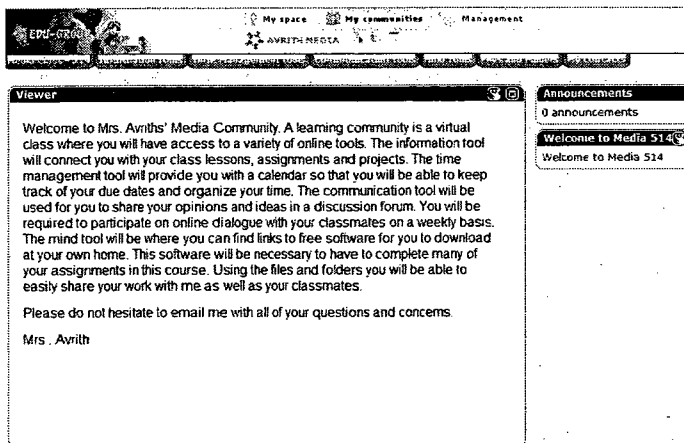 My space My communities Management
EDU-GROUP
AVRITH MEDIA
Viewer
Welcome to Mrs. Avriths' Media Community. A learning community is a virtual
class where you will have access to a variety of online tools. The information tool
will connect you with your class lessons, assignments and projects. The time
management tool will provide you with a calendar so that you will be able to keep
track of your due dates and organize your time. The communication tool will be
used for you to share your opinions and ideas in a discussion forum. You will be
required to participate on online dialogue with your classmates on a weekly basis.
The mind tool will be where you can find links to free software for you to download
at your own home. This software will be necessary to have to complete many of
your assignments in this course. Using the files and folders you will be able to
easily share your work with me as well as your classmates.
Please do not hesitate to email me with all of your questions and concerns.
Mrs . Avrith
Announcements
0 announcements
Welcome to Media 514
Welcome to Media 514